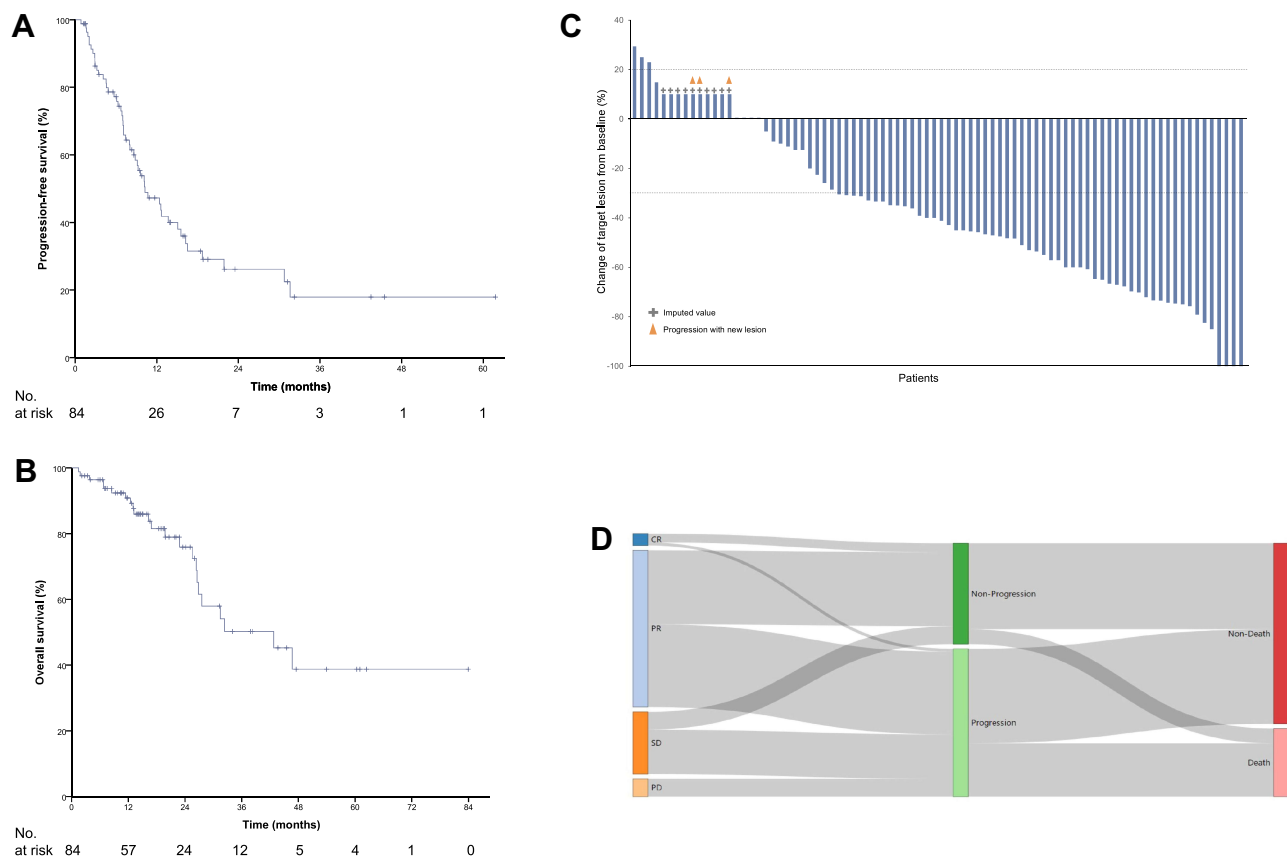 A
100
80
60
40
20
0
Progression-free survival (%)
0 12 24 36 48 60
Time (months)
No.
at risk 84 26 7 3 1 1
B
100
80
60
40
20
0
Overall survival (%)
0 12 24 36 48 60 72 84
Time (months)
No.
at risk 84 57 24 12 5 4 1 0
C
40
20
0
-20
-40
-60
-80
-100
Change of target lesion from baseline (%)
Imputed value
Progression with new lesion
Patients
D
CR
PR
SD
PD
Non-Progression
Progression
Non-Death
Death